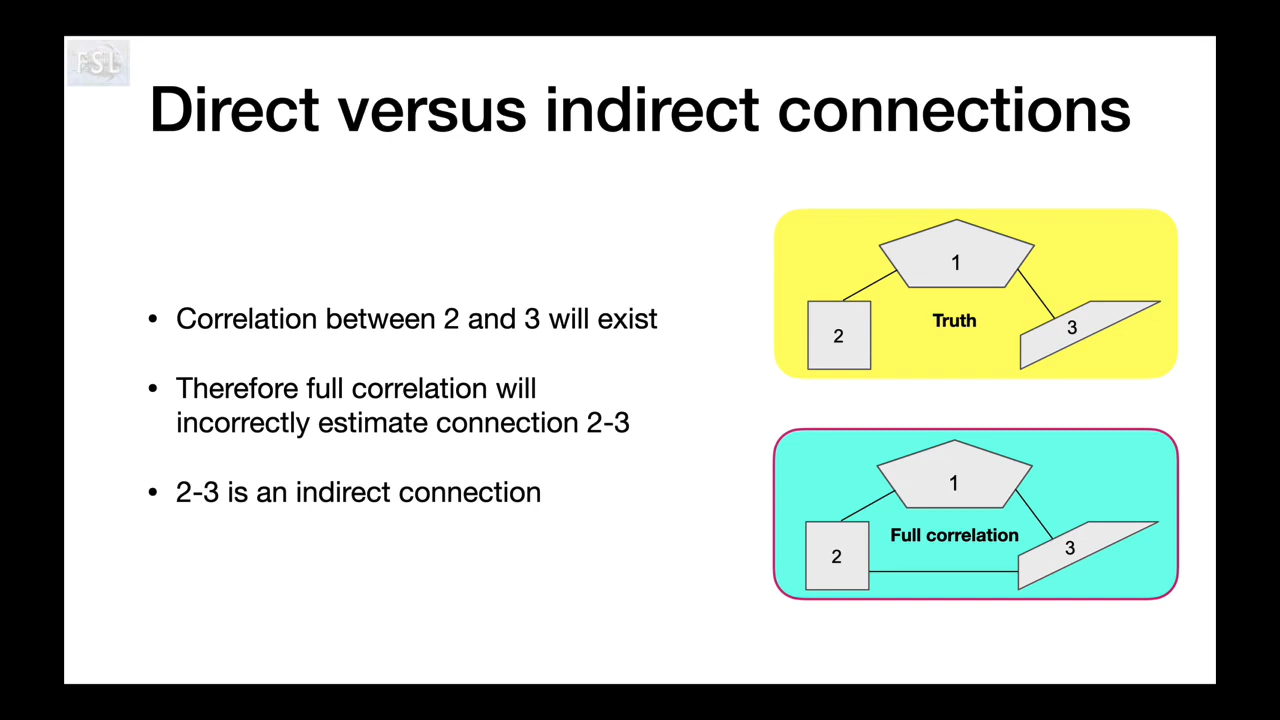 FSL
Direct versus indirect connections
• Correlation between 2 and 3 will exist
• Therefore full correlation will
incorrectly estimate connection 2-3
• 2-3 is an indirect connection
1
2
Truth
3
1
Full correlation
2
3